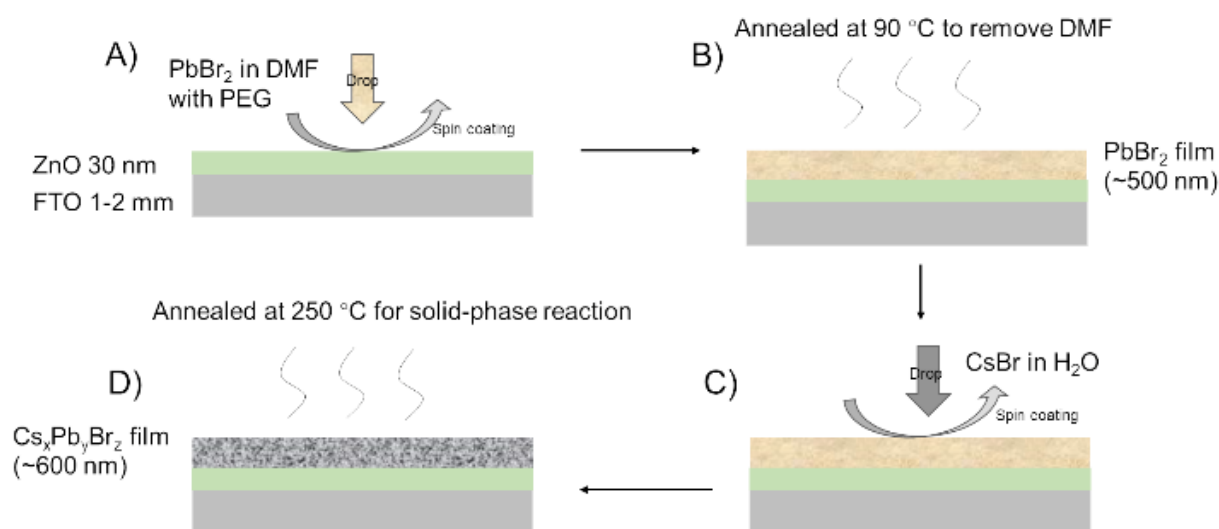 A)
PbBr₂ in DMF
with PEG
Drop
Spin coating
ZnO 30 nm
FTO 1-2 mm
Annealed at 90 °C to remove DMF
B)
PbBr₂ film
(~500 nm)
C)
Drop
CsBr in H₂O
Spin coating
Annealed at 250 °C for solid-phase reaction
D)
CsₓPbᵧBr₂ film
(~600 nm)